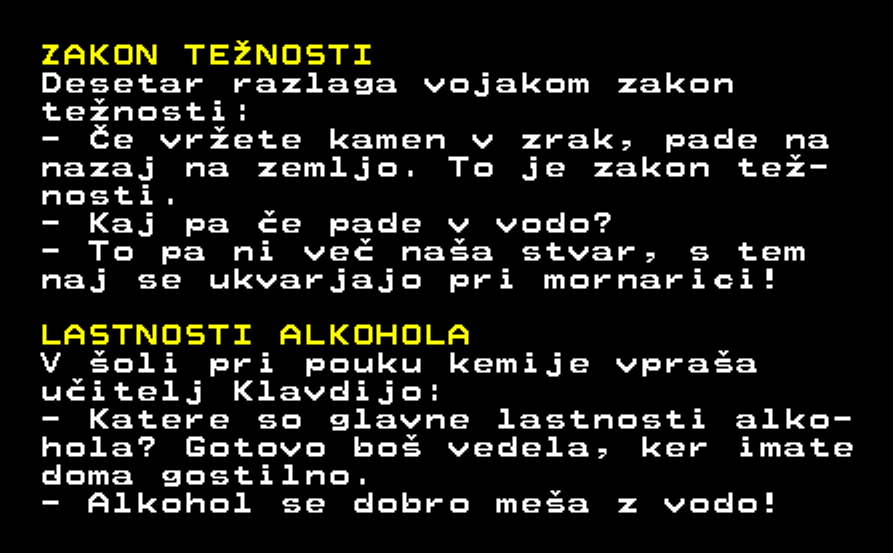 ZAKON TEŽNOSTI
Desetar razlaga vojakom zakon
težnosti:
- Če vržete kamen v zrak, pade na
nazaj na zemljo. To je zakon tež-
nosti.
- Kaj pa če pade v vodo?
- To pa ni več naša stvar, s tem
naj se ukvarjajo pri mornarici!
LASTNOSTI ALKOHOLA
V šoli pri pouku kemije vpraša
učitelj Klavdijo:
- Katere so glavne lastnosti alko-
hola? Gotovo boš vedela, ker imate
doma gostilno.
- Alkohol se dobro meša z vodo!